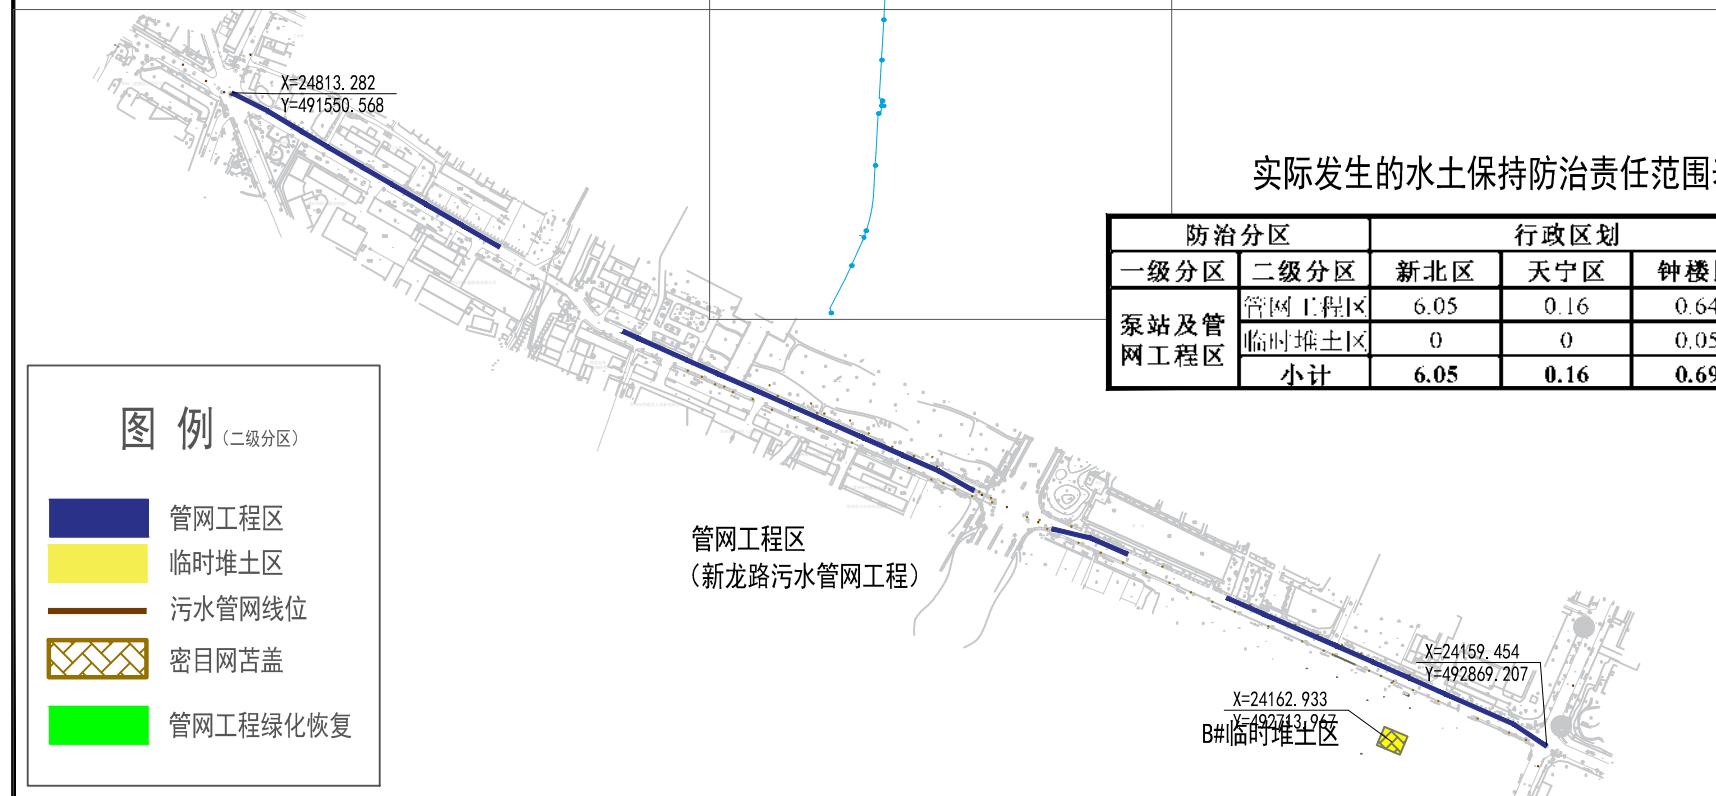 X=24813.282
Y=491550.568
实际发生的水土保持防治责任范围
防治分区 行政区划
一级分区 二级分区 新北区 天宁区 钟楼
泵站及管网工程区 管网工程区 6.05 0.16 0.64
临时堆土区 0 0 0.05
小计 6.05 0.16 0.69
图 例（二级分区）
管网工程区
临时堆土区
污水管网线位
密目网苫盖
管网工程绿化恢复
管网工程区
（新龙路污水管网工程）
X=24159.454
Y=492869.207
X=24162.933
Y=492713.967
B#临时堆土区